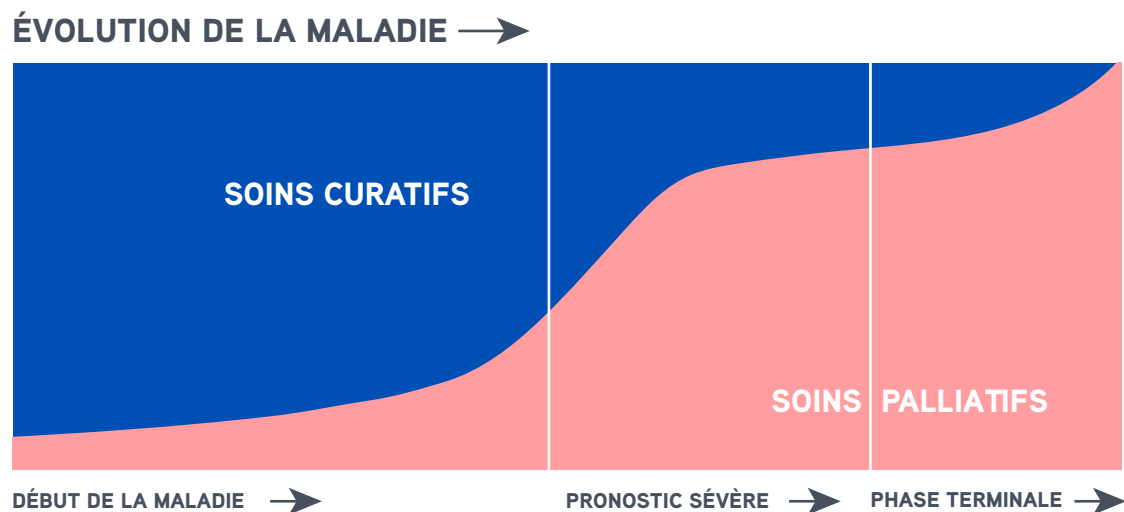 ÉVOLUTION DE LA MALADIE
SOINS CURATIFS
SOINS PALLIATIFS
DÉBUT DE LA MALADIE
PRONOSTIC SÉVÈRE
PHASE TERMINALE